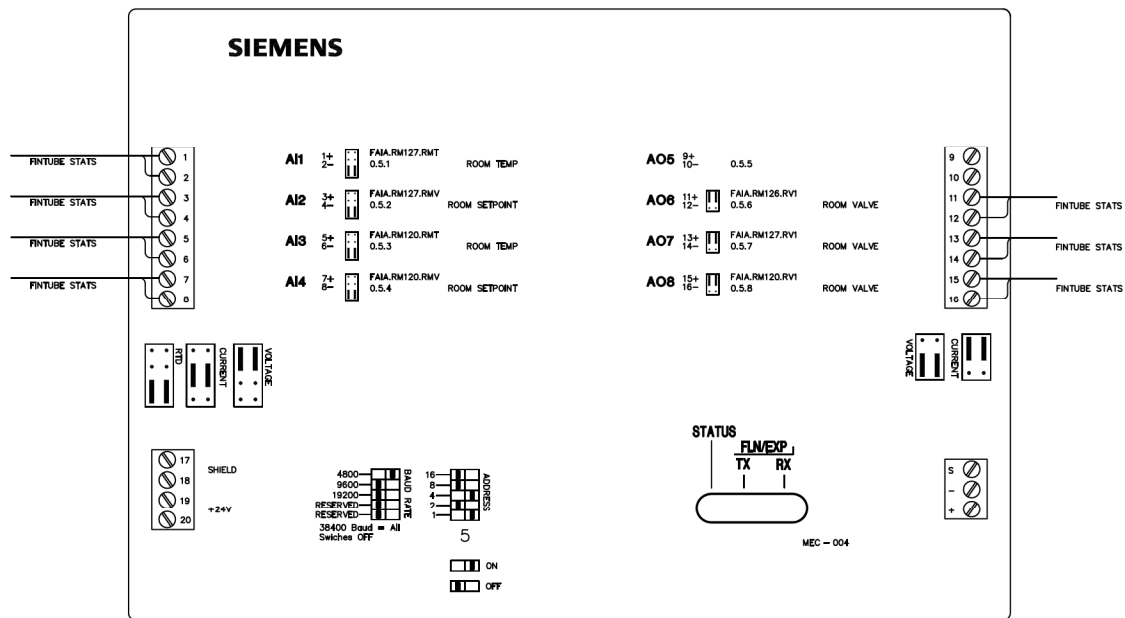 SIEMENS
FINTUBE STATS
FINTUBE STATS
FINTUBE STATS
FINTUBE STATS
1
2
3
4
5
6
7
8
AI1 1+ 2- FAIA.RM127.RMT 0.5.1 ROOM TEMP
AI2 3+ 4- FAIA.RM127.RMV 0.5.2 ROOM SETPOINT
AI3 5+ 6- FAIA.RM120.RMT 0.5.3 ROOM TEMP
AI4 7+ 8- FAIA.RM120.RMV 0.5.4 ROOM SETPOINT
AO5 9+ 10- 0.5.5
AO6 11+ 12- FAIA.RM126.RV1 0.5.6 ROOM VALVE
AO7 13+ 14- FAIA.RM127.RV1 0.5.7 ROOM VALVE
AO8 15+ 16- FAIA.RM120.RV1 0.5.8 ROOM VALVE
9
10
11
12
13
14
15
16
FINTUBE STATS
FINTUBE STATS
FINTUBE STATS
RTD
CURRENT
VOLTAGE
VOLTAGE
CURRENT
17
18
19
20
SHIELD
+24V
4800
9600
19200
RESERVED
RESERVED
BAUD RATE
38400 Baud = All
Swiches OFF
16
8
4
2
1
ADDRESS
5
ON
OFF
STATUS
FLN/EXP
TX RX
MEC - 004
S
-
+